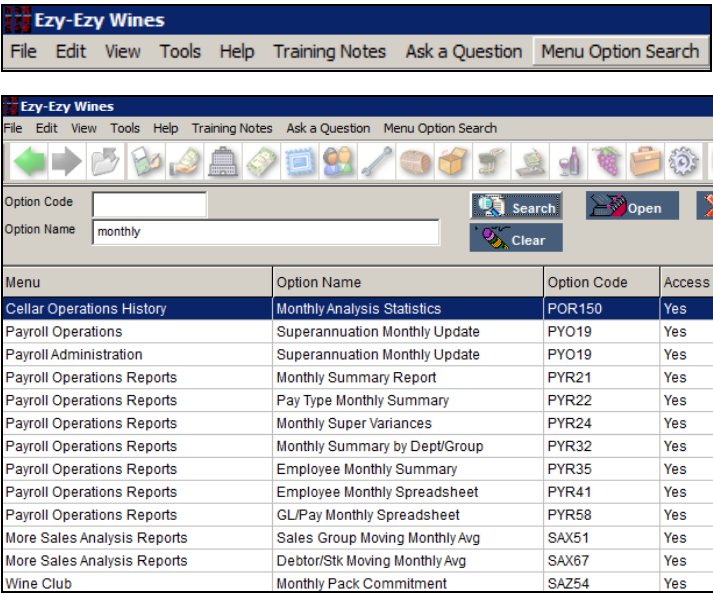 Ezy-Ezy Wines
File Edit View Tools Help Training Notes Ask a Question Menu Option Search
Ezy-Ezy Wines
File Edit View Tools Help Training Notes Ask a Question Menu Option Search
Option Code Search Open
Option Name monthly Clear
Menu Option Name Option Code Access
Cellar Operations History Monthly Analysis Statistics POR150 Yes
Payroll Operations Superannuation Monthly Update PYO19 Yes
Payroll Administration Superannuation Monthly Update PYO19 Yes
Payroll Operations Reports Monthly Summary Report PYR21 Yes
Payroll Operations Reports Pay Type Monthly Summary PYR22 Yes
Payroll Operations Reports Monthly Super Variances PYR24 Yes
Payroll Operations Reports Monthly Summary by Dept/Group PYR32 Yes
Payroll Operations Reports Employee Monthly Summary PYR35 Yes
Payroll Operations Reports Employee Monthly Spreadsheet PYR41 Yes
Payroll Operations Reports GL/Pay Monthly Spreadsheet PYR58 Yes
More Sales Analysis Reports Sales Group Moving Monthly Avg SAX51 Yes
More Sales Analysis Reports Debtor/Stk Moving Monthly Avg SAX67 Yes
Wine Club Monthly Pack Commitment SAZ54 Yes